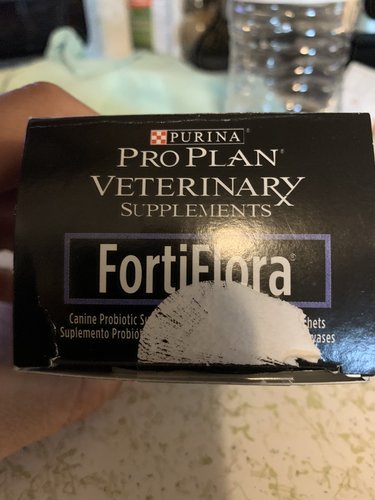 PURINA®
PRO PLAN®
VETERINARY
SUPPLEMENTS
FortiFlora®
Canine Probiotic
Suplemento